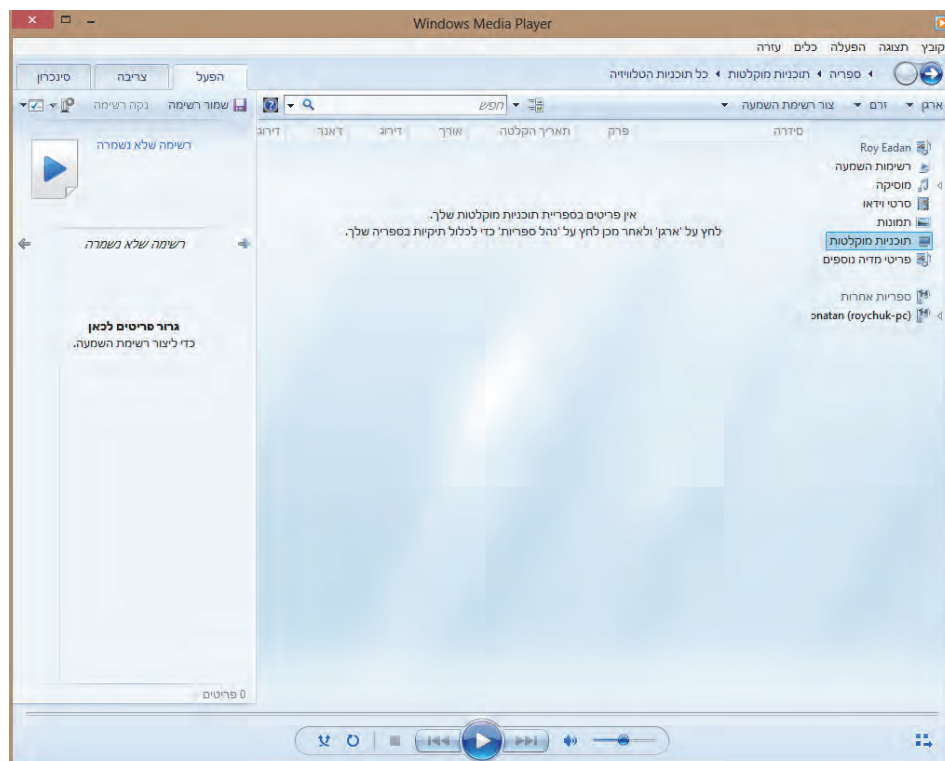 Windows Media Player
קובץ תצוגה הפעלה כלים עזרה
ספריה תוכניות מוקלטות כל תוכניות הטלוויזיה
הפעל צריבה סינכרון
ארגן זרם צור רשימת השמעה
חפש
שמור רשימה נקה רשימה
סידרה פרק תאריך הקלטה אורך דירוג ז'אנר דירוג
Roy Eadan
רשימות השמעה
מוסיקה
סרטי וידאו
תמונות
תוכניות מוקלטות
פריטי מדיה נוספים
ספריות אחרות
onatan (roychuk-pc)
אין פריטים בספריית תוכניות מוקלטות שלך.
לחץ על 'ארגן' ולאחר מכן לחץ על 'נהל ספריות' כדי לכלול תיקיות בספריה שלך.
רשימה שלא נשמרה
רשימה שלא נשמרה
גרור פריטים לכאן
כדי ליצור רשימת השמעה.
0 פריטים